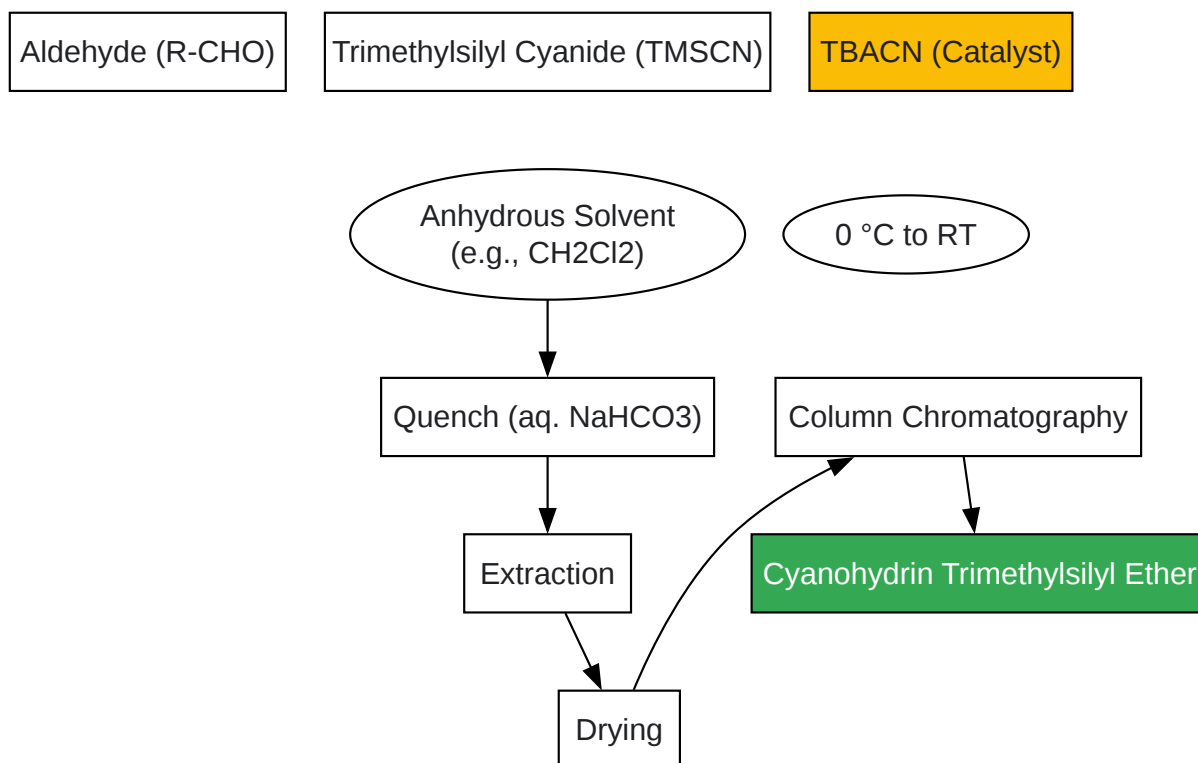 Aldehyde (R-CHO)
Trimethylsilyl Cyanide (TMSCN)
TBACN (Catalyst)
Anhydrous Solvent
(e.g., CH2Cl2)
0 °C to RT
Quench (aq. NaHCO3)
Column Chromatography
Extraction
Cyanohydrin Trimethylsilyl Ether
Drying